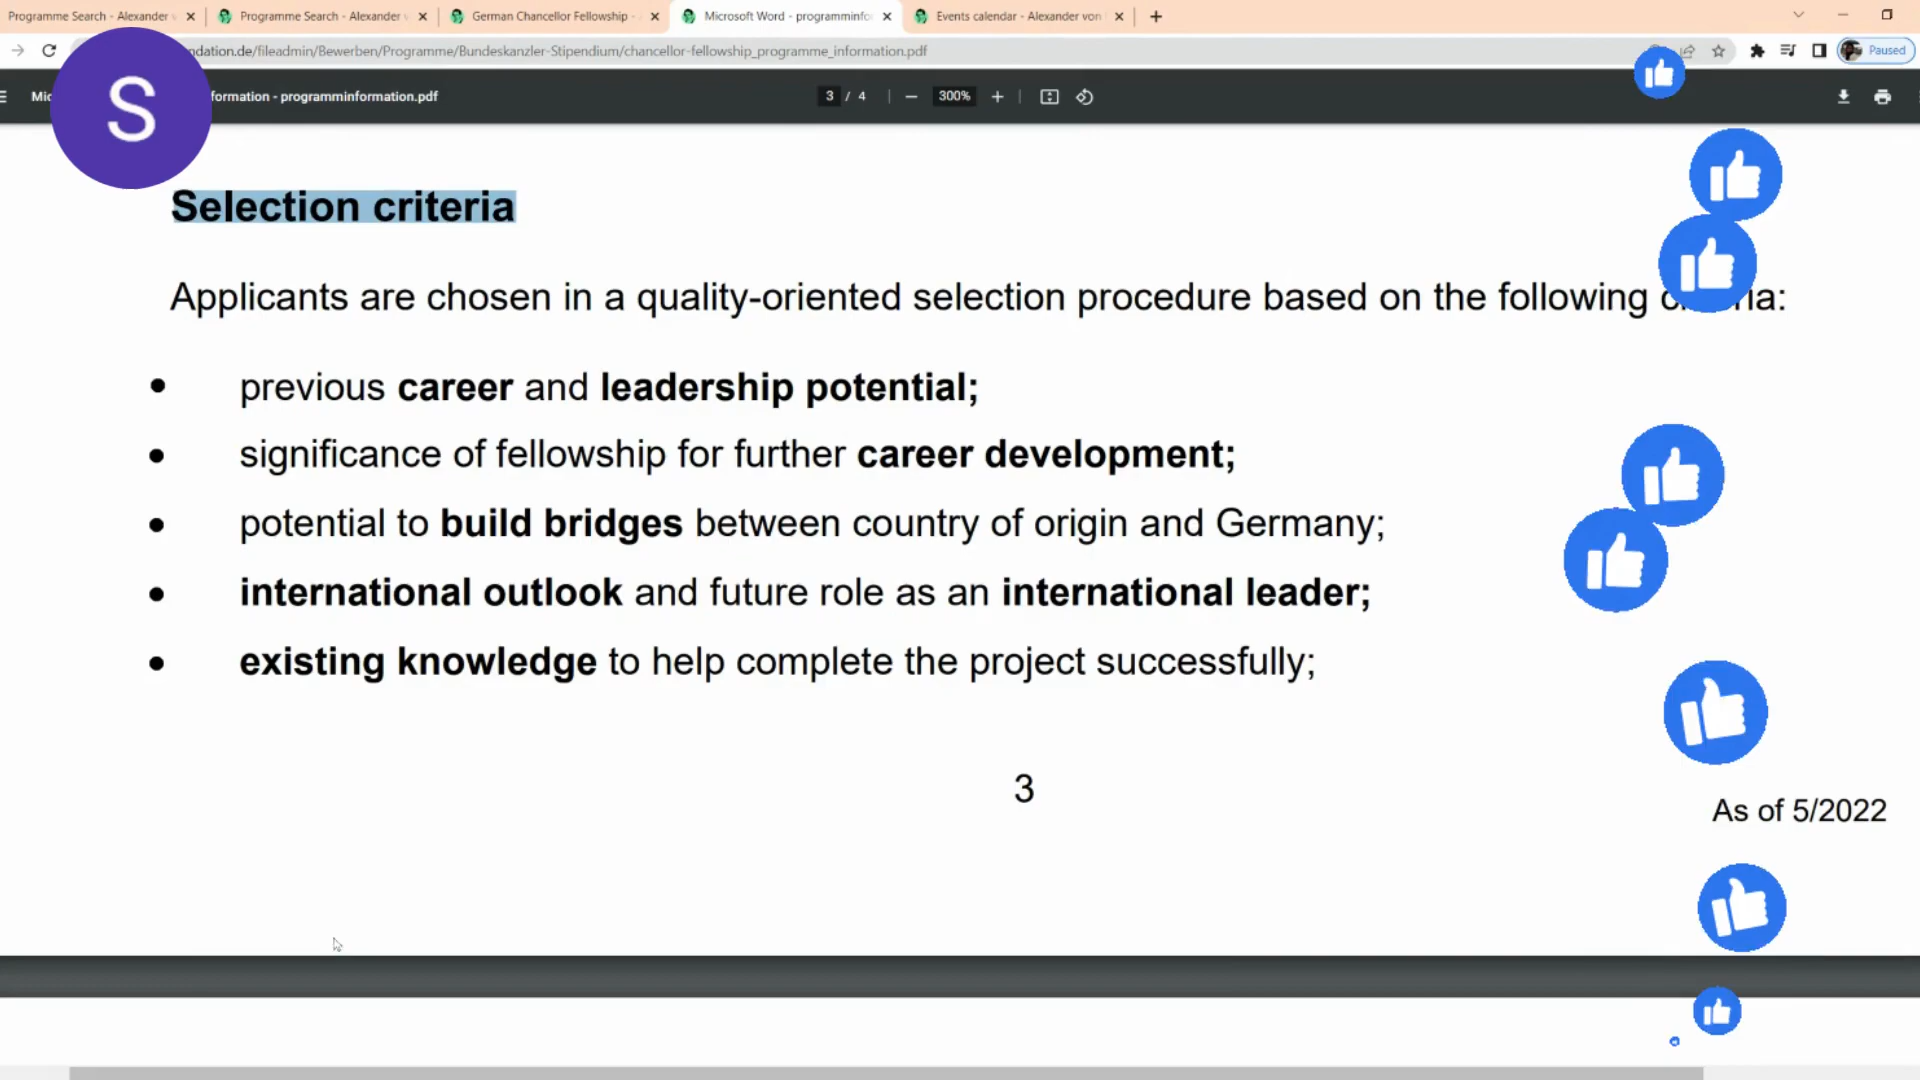 Programme Search - Alexander
Programme Search - Alexander
German Chancellor Fellowship -
Microsoft Word - programminfo
Events calendar - Alexander von
ndation.de/fileadmin/Bewerben/Programme/Bundeskanzler-Stipendium/chancellor-fellowship_programme_information.pdf
Paused
Mic
S
formation - programminformation.pdf
3 / 4
300%
Selection criteria
Applicants are chosen in a quality-oriented selection procedure based on the following
• previous career and leadership potential;
• significance of fellowship for further career development;
• potential to build bridges between country of origin and Germany;
• international outlook and future role as an international leader;
• existing knowledge to help complete the project successfully;
3
As of 5/2022